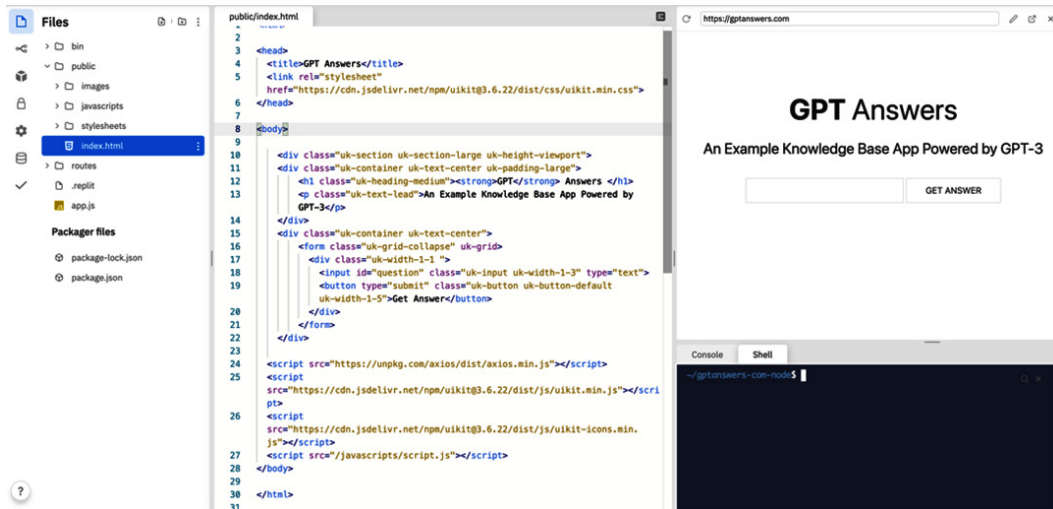 Files
bin
public
images
javascripts
stylesheets
index.html
routes
.replit
app.js
Packager files
package-lock.json
package.json
?
public/index.html
2
3 <head>
4 <title>GPT Answers</title>
5 <link rel="stylesheet"
href="https://cdn.jsdelivr.net/npm/uikit@3.6.22/dist/css/uikit.min.css">
6 </head>
7
8 <body>
9
10 <div class="uk-section uk-section-large uk-height-viewport">
11 <div class="uk-container uk-text-center uk-padding-large">
12 <h1 class="uk-heading-medium"><strong>GPT</strong> Answers </h1>
13 <p class="uk-text-lead">An Example Knowledge Base App Powered by
GPT-3</p>
14 </div>
15 <div class="uk-container uk-text-center">
16 <form class="uk-grid-collapse" uk-grid>
17 <div class="uk-width-1-1 ">
18 <input id="question" class="uk-input uk-width-1-3" type="text">
19 <button type="submit" class="uk-button uk-button-default
uk-width-1-5">Get Answer</button>
20 </div>
21 </form>
22 </div>
23
24 <script src="https://unpkg.com/axios/dist/axios.min.js"></script>
25 <script
src="https://cdn.jsdelivr.net/npm/uikit@3.6.22/dist/js/uikit.min.js"></scri
pt>
26 <script
src="https://cdn.jsdelivr.net/npm/uikit@3.6.22/dist/js/uikit-icons.min.
js"></script>
27 <script src="/javascripts/script.js"></script>
28 </body>
29
30 </html>
31
https://gptanswers.com
GPT Answers
An Example Knowledge Base App Powered by GPT-3
GET ANSWER
Console Shell
~/gptanswers-com-node$